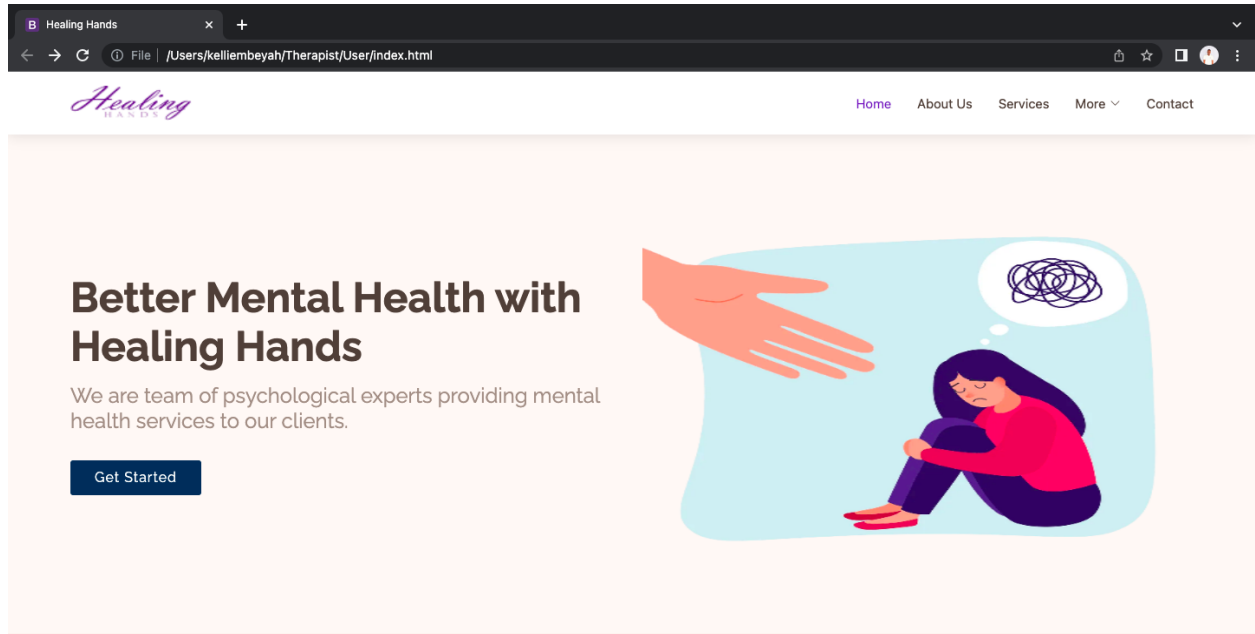 B Healing Hands
File /Users/kelliembeyah/Therapist/User/index.html
Healing
HANDS
Home About Us Services More Contact
Better Mental Health with
Healing Hands
We are team of psychological experts providing mental
health services to our clients.
Get Started